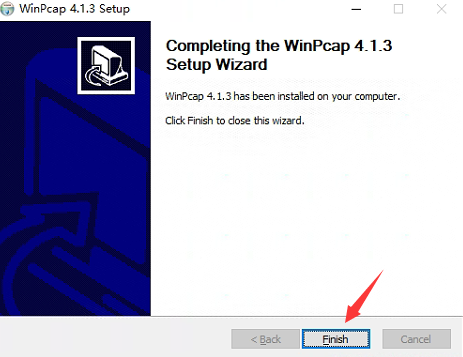 WinPcap 4.1.3 Setup
Completing the WinPcap 4.1.3
Setup Wizard
WinPcap 4.1.3 has been installed on your computer.
Click Finish to close this wizard.
< Back
Finish
Cancel